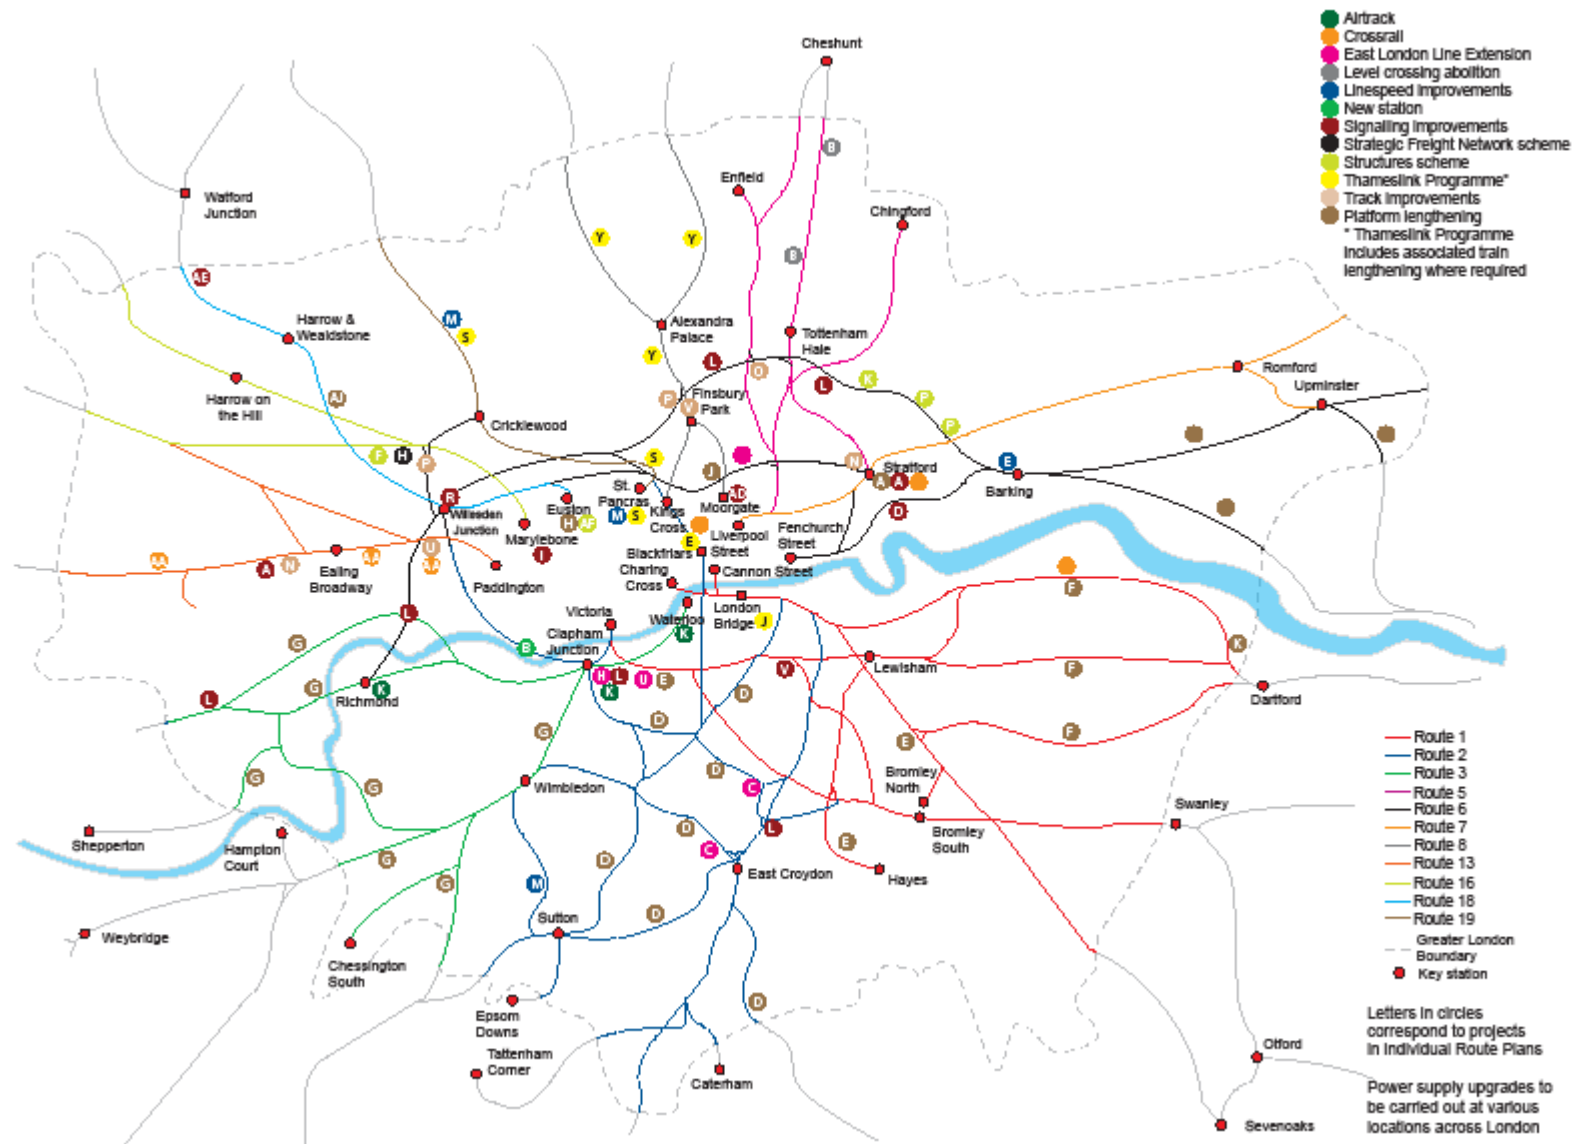 Airtrack
Crossrail
East London Line Extension
Level crossing abolition
Linespeed improvements
New station
Signalling improvements
Strategic Freight Network scheme
Structures scheme
Thameslink Programme*
Track improvements
Platform lengthening
* Thameslink Programme
includes associated train
lengthening where required
Cheshunt
B
Enfield
Watford
Junction
Chingford
Y
Y
B
AE
M
S
Harrow &
Wealdstone
Alexandra
Palace
Tottenham
Hale
Y
L
O
L
K
Romford
Upminster
Harrow on
the Hill
AJ
P
V
Finsbury
Park
P
P
Cricklewood
F
H
P
S
J
N
Stratford
A
A
E
Barking
R
Willesden
Junction
Euston
H
AF
St.
Pancras
M
S
Kings
Cross
AD
Moorgate
D
Marylebone
I
E
Liverpool
Street
Fenchurch
Street
Blackfriars
Charing
Cross
Cannon Street
AA
A
N
Ealing
Broadway
AA
U
AA
Paddington
F
L
Victoria
Clapham
Junction
Waterloo
K
London
Bridge
J
G
B
K
L
G
Richmond
K
H
L
K
U
E
V
Lewisham
F
Dartford
D
D
G
E
F
Route 1
Route 2
Route 3
Route 5
Route 6
Route 7
Route 8
Route 13
Route 16
Route 18
Route 19
Greater London
Boundary
Key station
G
G
Wimbledon
D
C
Bromley
North
Swanley
Shepperton
Hampton
Court
G
D
L
E
Bromley
South
G
M
D
C
East Croydon
Hayes
Weybridge
Chessington
South
Sutton
D
Epsom
Downs
D
Tattenham
Corner
Caterham
Otford
Sevenoaks
Letters in circles
correspond to projects
in Individual Route Plans
Power supply upgrades to
be carried out at various
locations across London